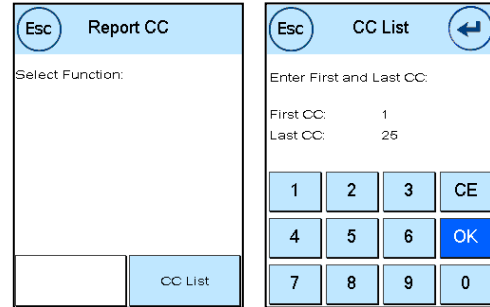 Esc Report CC
Select Function:
CC List
Esc CC List
Enter First and Last CC:
First CC: 1
Last CC: 25
1 2 3 CE
4 5 6 OK
7 8 9 0